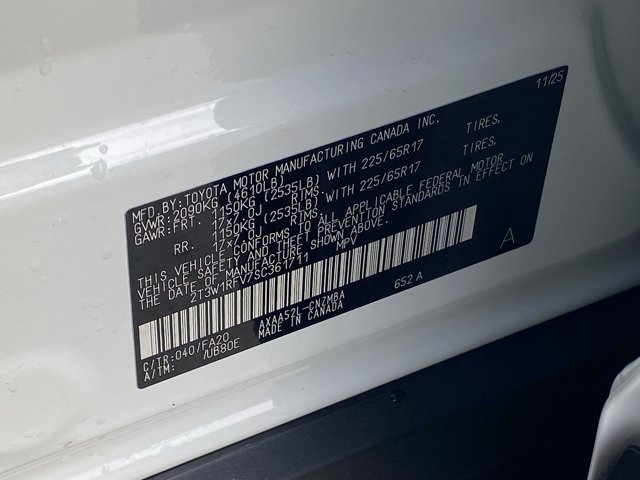 MFD.BY:TOYOTA MOTOR MANUFACTURING CANADA INC. 11/25
GVWR:2090KG (4610LB)
GAWR:FRT. 1150KG (2535LB) WITH 225/65R17 TIRES,
17x7.0J RIMS,
RR. 1150KG (2535LB) WITH 225/65R17 TIRES,
17x7.0J RIMS,
THIS VEHICLE CONFORMS TO ALL APPLICABLE FEDERAL MOTOR
VEHICLE SAFETY AND THEFT PREVENTION STANDARDS IN EFFECT ON
THE DATE OF MANUFACTURE SHOWN ABOVE.
2T3W1RFV7SC361711 MPV A
652 A
C/TR:040/FA20 AXAA52L-CNZMBA
A/TM: /UB80E MADE IN CANADA